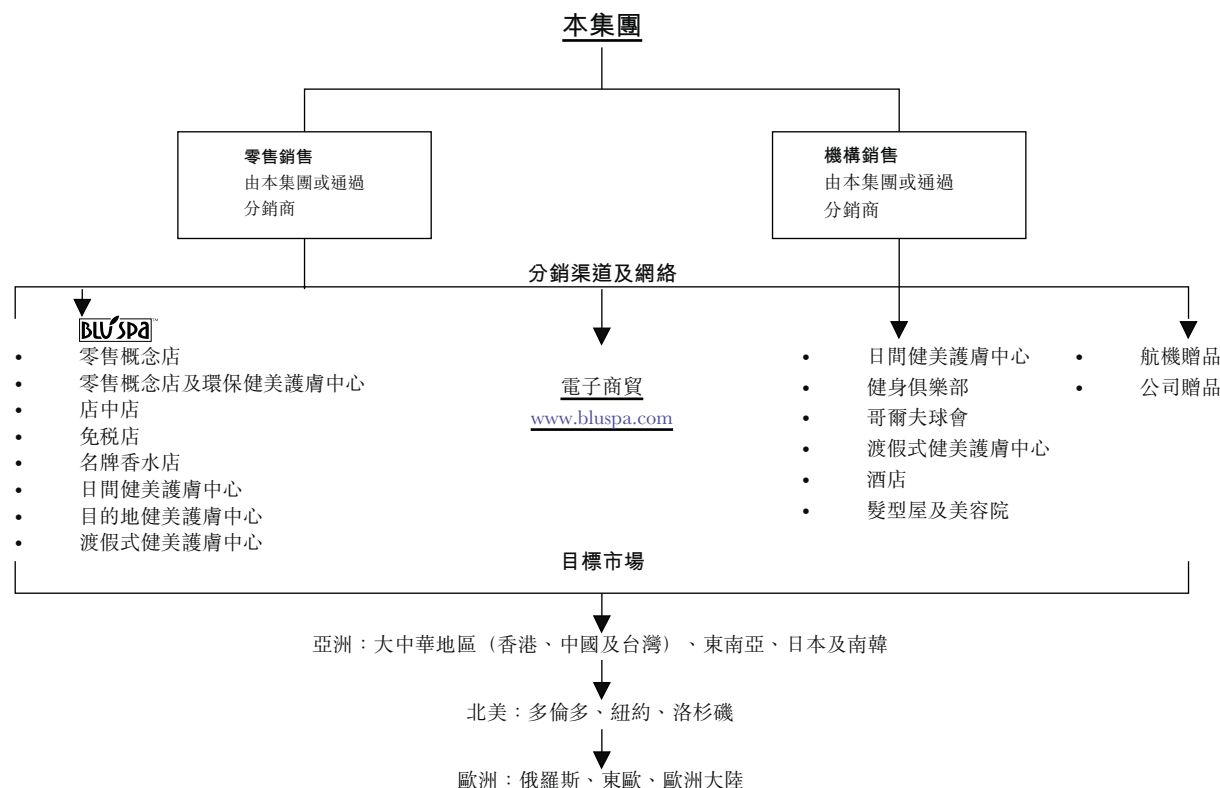 本集團
零售銷售
由本集團或通過
分銷商
機構銷售
由本集團或通過
分銷商
分銷渠道及網絡
BLU'SPA™
• 零售概念店
• 零售概念店及環保健美護膚中心
• 店中店
• 免税店
• 名牌香水店
• 日間健美護膚中心
• 目的地健美護膚中心
• 渡假式健美護膚中心
電子商貿
www.bluspa.com
• 日間健美護膚中心
• 健身俱樂部
• 哥爾夫球會
• 渡假式健美護膚中心
• 酒店
• 髮型屋及美容院
• 航機贈品
• 公司贈品
目標市場
亞洲：大中華地區（香港、中國及台灣）、東南亞、日本及南韓
北美：多倫多、紐約、洛杉磯
歐洲：俄羅斯、東歐、歐洲大陸